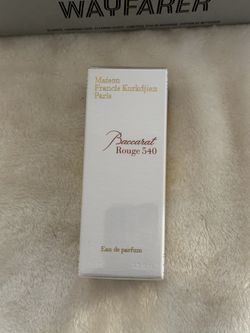 WAYFARER
Maison
Francis Kurkdjian
Paris
Baccarat
Rouge 540
Eau de parfum